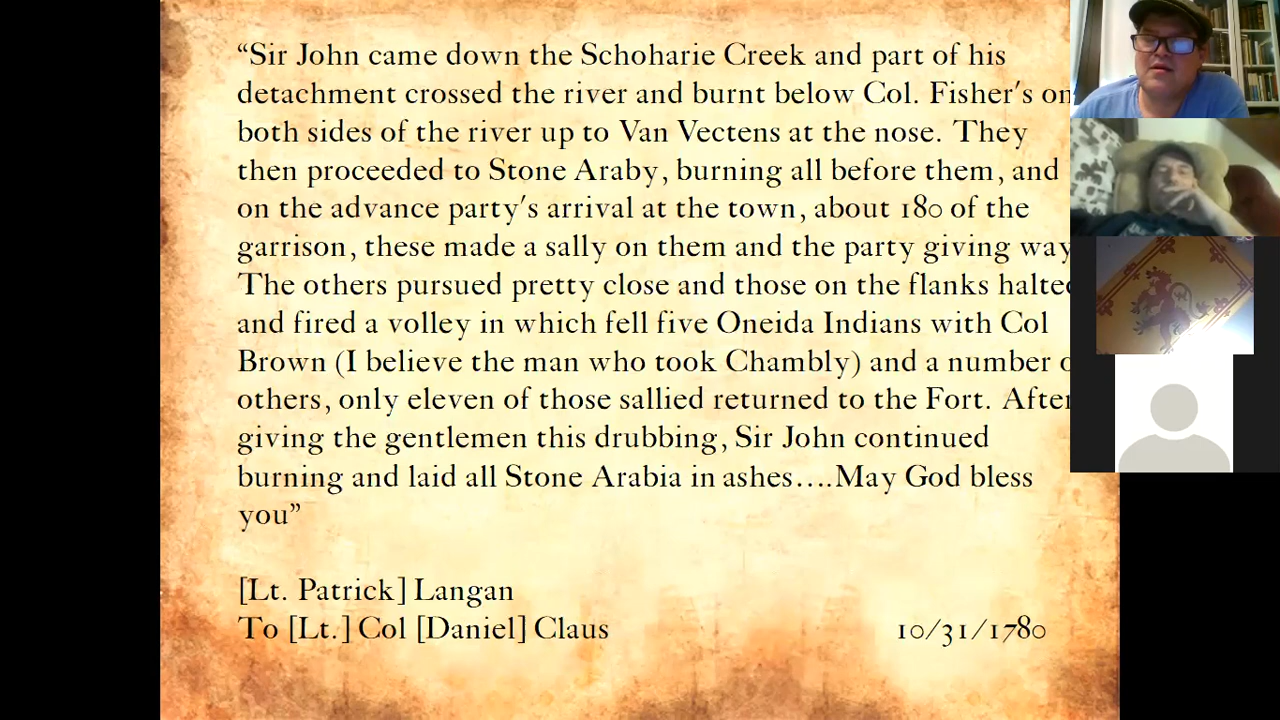 “Sir John came down the Schoharie Creek and part of his
detachment crossed the river and burnt below Col. Fisher's on
both sides of the river up to Van Vectens at the nose. They
then proceeded to Stone Araby, burning all before them, and
on the advance party's arrival at the town, about 180 of the
garrison, these made a sally on them and the party giving way
The others pursued pretty close and those on the flanks halted
and fired a volley in which fell five Oneida Indians with Col
Brown (I believe the man who took Chambly) and a number o
others, only eleven of those sallied returned to the Fort. After
giving the gentlemen this drubbing, Sir John continued
burning and laid all Stone Arabia in ashes….May God bless
you”
[Lt. Patrick] Langan
To [Lt.] Col [Daniel] Claus 10/31/1780